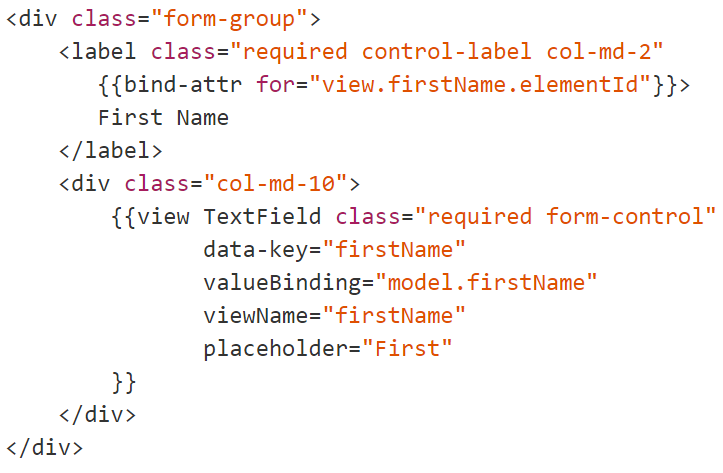 <div class="form-group">
    <label class="required control-label col-md-2"
       {{bind-attr for="view.firstName.elementId"}}>
       First Name
    </label>
    <div class="col-md-10">
        {{view TextField class="required form-control"
               data-key="firstName"
               valueBinding="model.firstName"
               viewName="firstName"
               placeholder="First"
        }}
    </div>
</div>